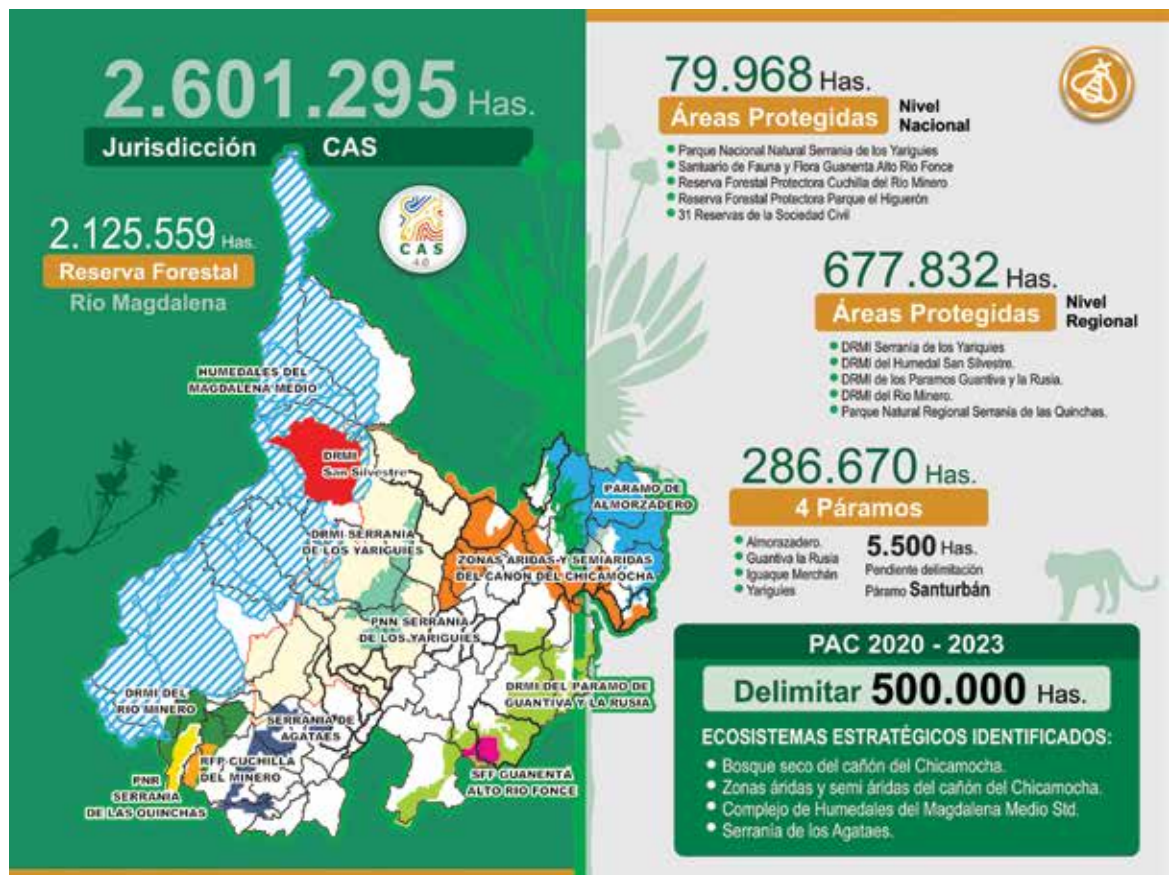 2.601.295 Has.
Jurisdicción CAS
2.125.559 Has.
Reserva Forestal
Río Magdalena
CAS
4.0
HUMEDALES DEL
MAGDALENA MEDIO
DRMI
San Silvestre
DRMI SERRANIA
DE LOS YARIGUIES
PARAMO DE
ALMORZADERO
ZONAS ARIDAS Y SEMIARIDAS
DEL CAÑON DEL CHICAMOCHA
PNN SERRANIA
DE LOS YARIGUIES
DRMI DEL
RIO MINERO
SERRANIA DE
AGATAES
DRMI DEL PARAMO DE
GUANTIVA Y LA RUSIA
RFP CUCHILLA
DEL MINERO
PNR
SERRANIA
DE LAS QUINCHAS
SFF GUANENTÁ
ALTO RIO FONCE
79.968 Has.
Áreas Protegidas
Nivel
Nacional
• Parque Nacional Natural Serranía de los Yariguies
• Santuario de Fauna y Flora Guanenta Alto Rio Fonce
• Reserva Forestal Protectora Cuchilla del Rio Minero
• Reserva Forestal Protectora Parque el Higuerón
• 31 Reservas de la Sociedad Civil
677.832 Has.
Áreas Protegidas
Nivel
Regional
• DRMI Serranía de los Yariguies
• DRMI del Humedal San Silvestre.
• DRMI de los Paramos Guantiva y la Rusia.
• DRMI del Rio Minero.
• Parque Natural Regional Serranía de las Quinchas.
286.670 Has.
4 Páramos
• Almorazadero.
• Guantiva la Rusia
• Iguaque Merchán
• Yariguies
5.500 Has.
Pendiente delimitación
Páramo Santurbán
PAC 2020 - 2023
Delimitar 500.000 Has.
ECOSISTEMAS ESTRATÉGICOS IDENTIFICADOS:
• Bosque seco del cañón del Chicamocha.
• Zonas áridas y semi áridas del cañón del Chicamocha.
• Complejo de Humedales del Magdalena Medio Std.
• Serranía de los Agataes.